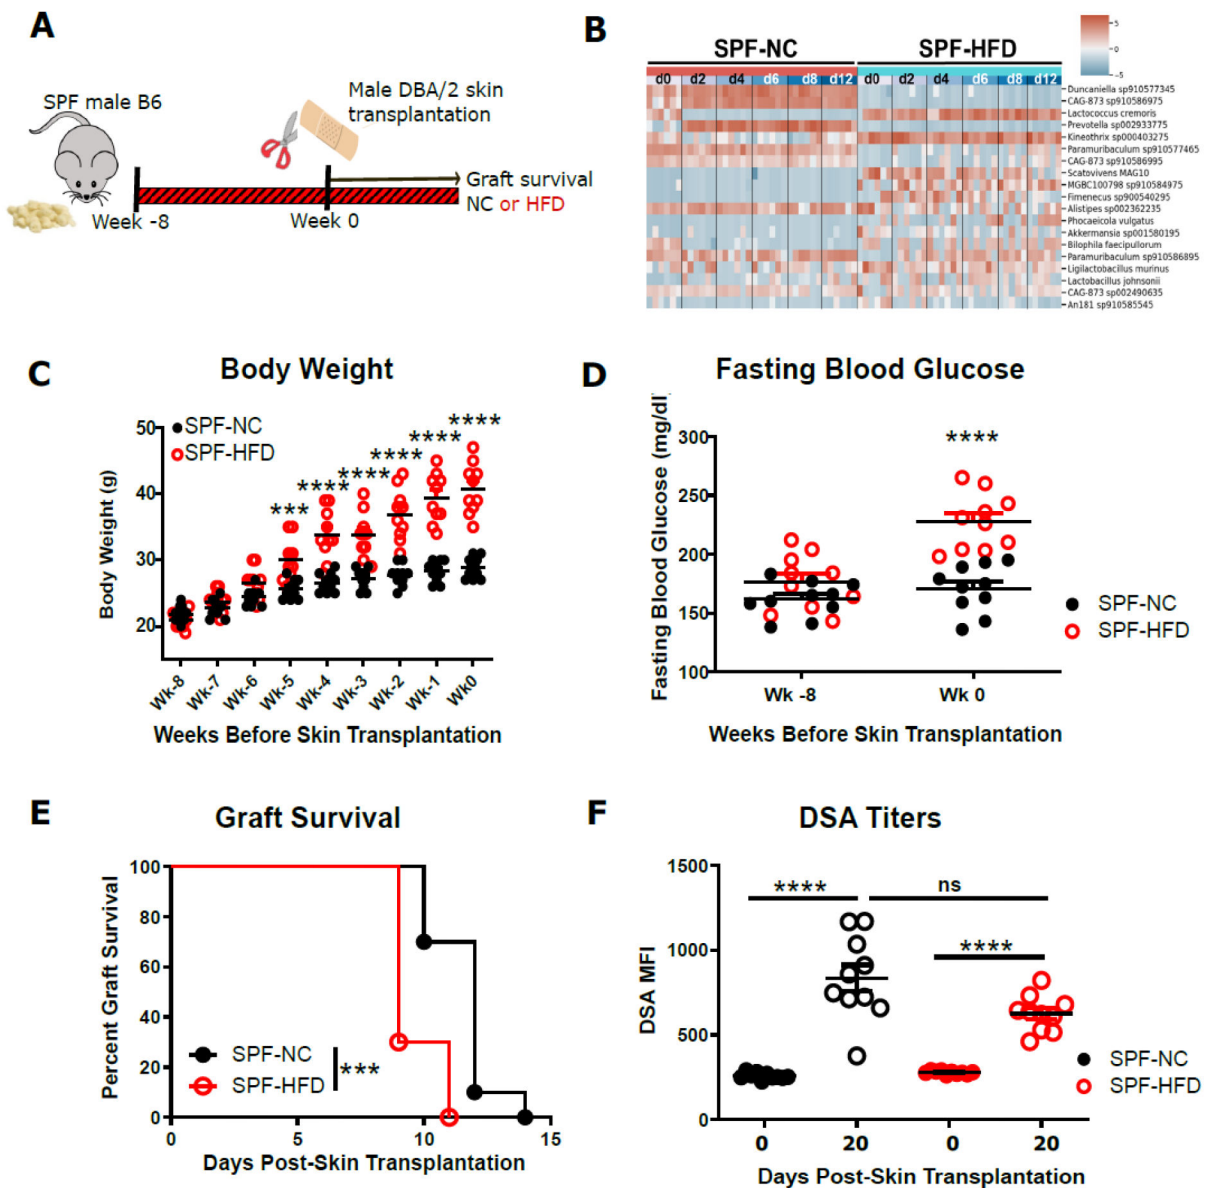 A
SPF male B6
Male DBA/2 skin
transplantation
Week -8
Week 0
Graft survival
NC or HFD
B
SPF-NC
SPF-HFD
5
0
-5
d0 d2 d4 d6 d8 d12 d0 d2 d4 d6 d8 d12
Duncaniella sp910577345
CAG-873 sp910586975
Lactococcus cremoris
Prevotella sp002933775
Kineothrix sp000403275
Paramuribaculum sp910577465
CAG-873 sp910586995
Scatovivens MAG10
MGBC100798 sp910584975
Fimenecus sp900540295
Alistipes sp002362235
Phocaeicola vulgatus
Akkermansia sp001580195
Bilophila faecipullorum
Paramuribaculum sp910586895
Ligilactobacillus murinus
Lactobacillus johnsonii
CAG-873 sp002490635
An181 sp910585545
C
Body Weight
SPF-NC
SPF-HFD
Body Weight (g)
50
40
30
20
*** **** **** **** **** ****
Wk-8 Wk-7 Wk-6 Wk-5 Wk-4 Wk-3 Wk-2 Wk-1 Wk0
Weeks Before Skin Transplantation
D
Fasting Blood Glucose
Fasting Blood Glucose (mg/dl)
300
250
200
150
100
****
SPF-NC
SPF-HFD
Wk -8 Wk 0
Weeks Before Skin Transplantation
E
Graft Survival
Percent Graft Survival
100
80
60
40
20
0
SPF-NC
SPF-HFD
***
0 5 10 15
Days Post-Skin Transplantation
F
DSA Titers
DSA MFI
1500
1000
500
0
****
ns
****
SPF-NC
SPF-HFD
0 20 0 20
Days Post-Skin Transplantation